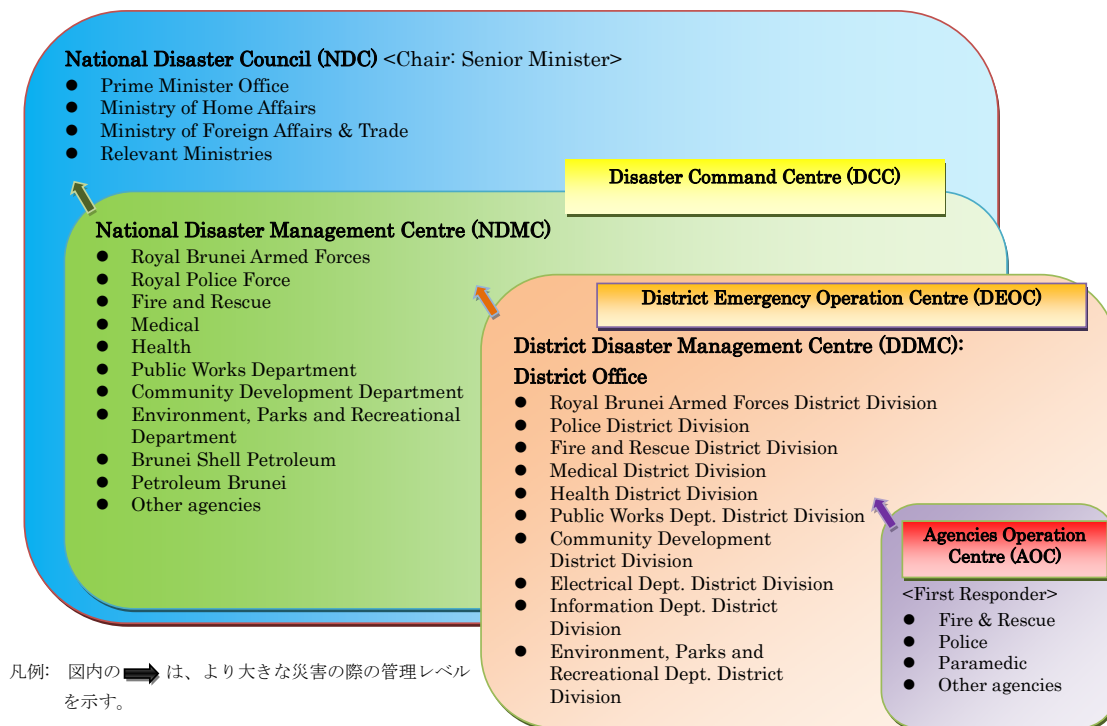 National Disaster Council (NDC) <Chair: Senior Minister>
● Prime Minister Office
● Ministry of Home Affairs
● Ministry of Foreign Affairs & Trade
● Relevant Ministries
Disaster Command Centre (DCC)
National Disaster Management Centre (NDMC)
● Royal Brunei Armed Forces
● Royal Police Force
● Fire and Rescue
● Medical
● Health
● Public Works Department
● Community Development Department
● Environment, Parks and Recreational
Department
● Brunei Shell Petroleum
● Petroleum Brunei
● Other agencies
District Emergency Operation Centre (DEOC)
District Disaster Management Centre (DDMC):
District Office
● Royal Brunei Armed Forces District Division
● Police District Division
● Fire and Rescue District Division
● Medical District Division
● Health District Division
● Public Works Dept. District Division
● Community Development
District Division
● Electrical Dept. District Division
● Information Dept. District
Division
● Environment, Parks and
Recreational Dept. District
Division
Agencies Operation
Centre (AOC)
<First Responder>
● Fire & Rescue
● Police
● Paramedic
● Other agencies
凡例: 図内の は、より大きな災害の際の管理レベル
を示す。